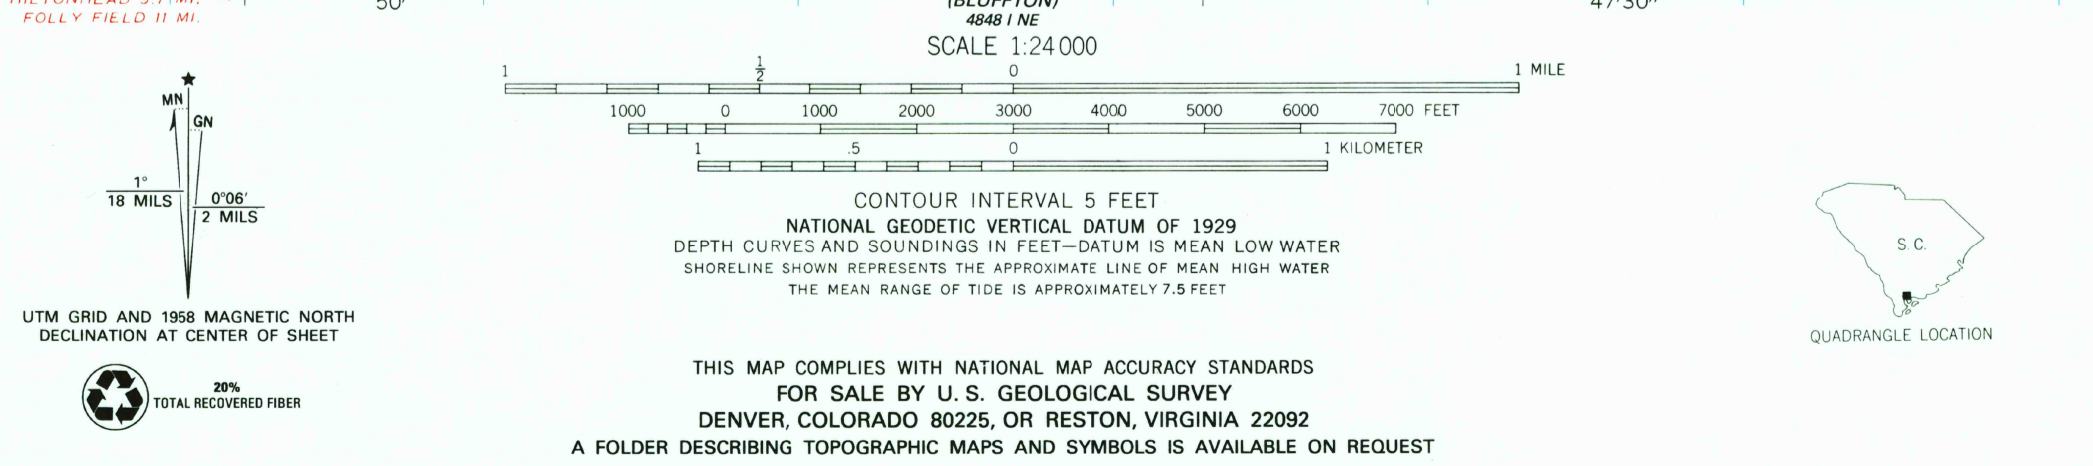 HILTON HEAD 9.7 MI.
FOLLY FIELD 11 MI.
50'
(BLUFFTON)
4848 I NE
47'30"
SCALE 1:24 000
1 1/2 0 1 MILE
1000 0 1000 2000 3000 4000 5000 6000 7000 FEET
1 .5 0 1 KILOMETER
CONTOUR INTERVAL 5 FEET
NATIONAL GEODETIC VERTICAL DATUM OF 1929
DEPTH CURVES AND SOUNDINGS IN FEET—DATUM IS MEAN LOW WATER
SHORELINE SHOWN REPRESENTS THE APPROXIMATE LINE OF MEAN HIGH WATER
THE MEAN RANGE OF TIDE IS APPROXIMATELY 7.5 FEET
★
MN
GN
1°
18 MILS
0°06'
2 MILS
UTM GRID AND 1958 MAGNETIC NORTH
DECLINATION AT CENTER OF SHEET
20%
TOTAL RECOVERED FIBER
THIS MAP COMPLIES WITH NATIONAL MAP ACCURACY STANDARDS
FOR SALE BY U. S. GEOLOGICAL SURVEY
DENVER, COLORADO 80225, OR RESTON, VIRGINIA 22092
A FOLDER DESCRIBING TOPOGRAPHIC MAPS AND SYMBOLS IS AVAILABLE ON REQUEST
S. C.
QUADRANGLE LOCATION